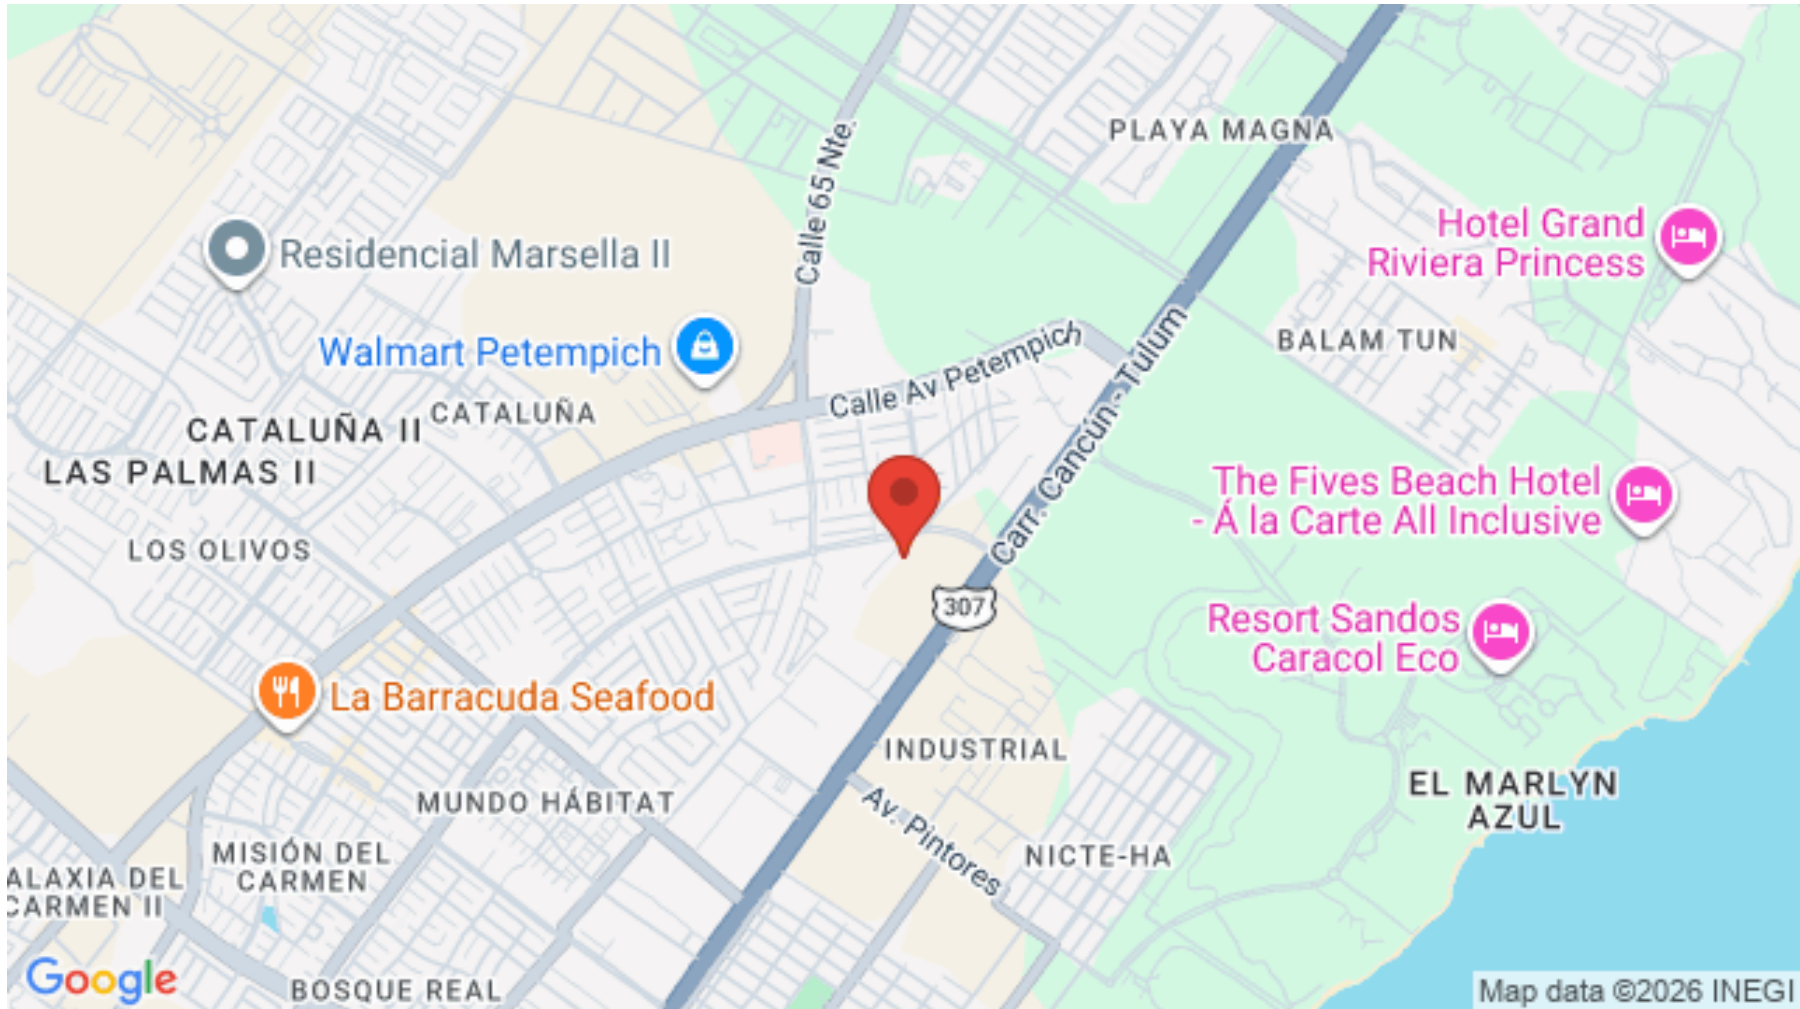 Calle 65 Nte.
PLAYA MAGNA
Hotel Grand
Riviera Princess
Residencial Marsella II
Walmart Petempich
Calle Av Petempich
Carr. Cancún - Tulum
BALAM TUN
CATALUÑA
CATALUÑA II
LAS PALMAS II
The Fives Beach Hotel
- Á la Carte All Inclusive
LOS OLIVOS
307
Resort Sandos
Caracol Eco
La Barracuda Seafood
INDUSTRIAL
EL MARLYN
AZUL
MUNDO HÁBITAT
Av. Pintores
MISIÓN DEL
CARMEN
NICTE-HA
ALAXIA DEL
CARMEN II
BOSQUE REAL
Google
Map data ©2026 INEGI